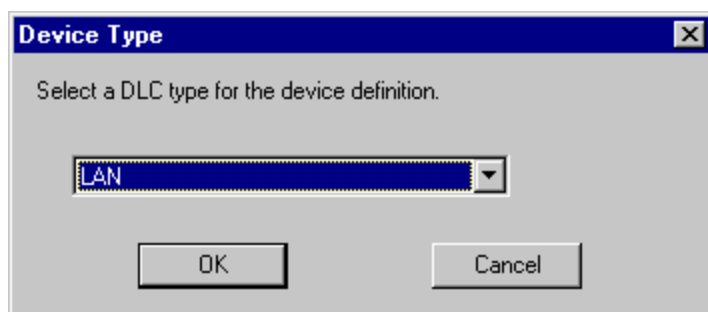 Device Type
Select a DLC type for the device definition.
LAN
OK
Cancel